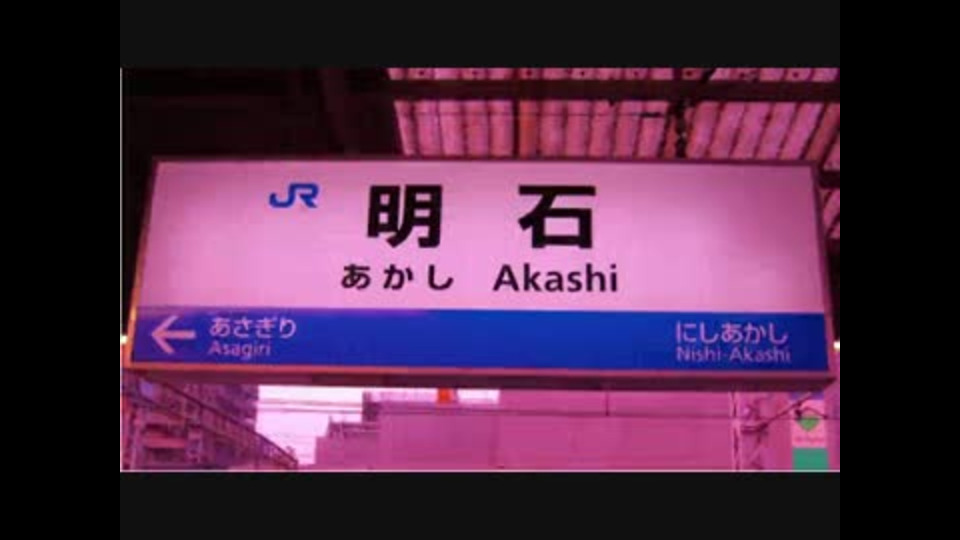 JR 明石
あかし Akashi
← あさぎり にしあかし
Asagiri Nishi-Akashi